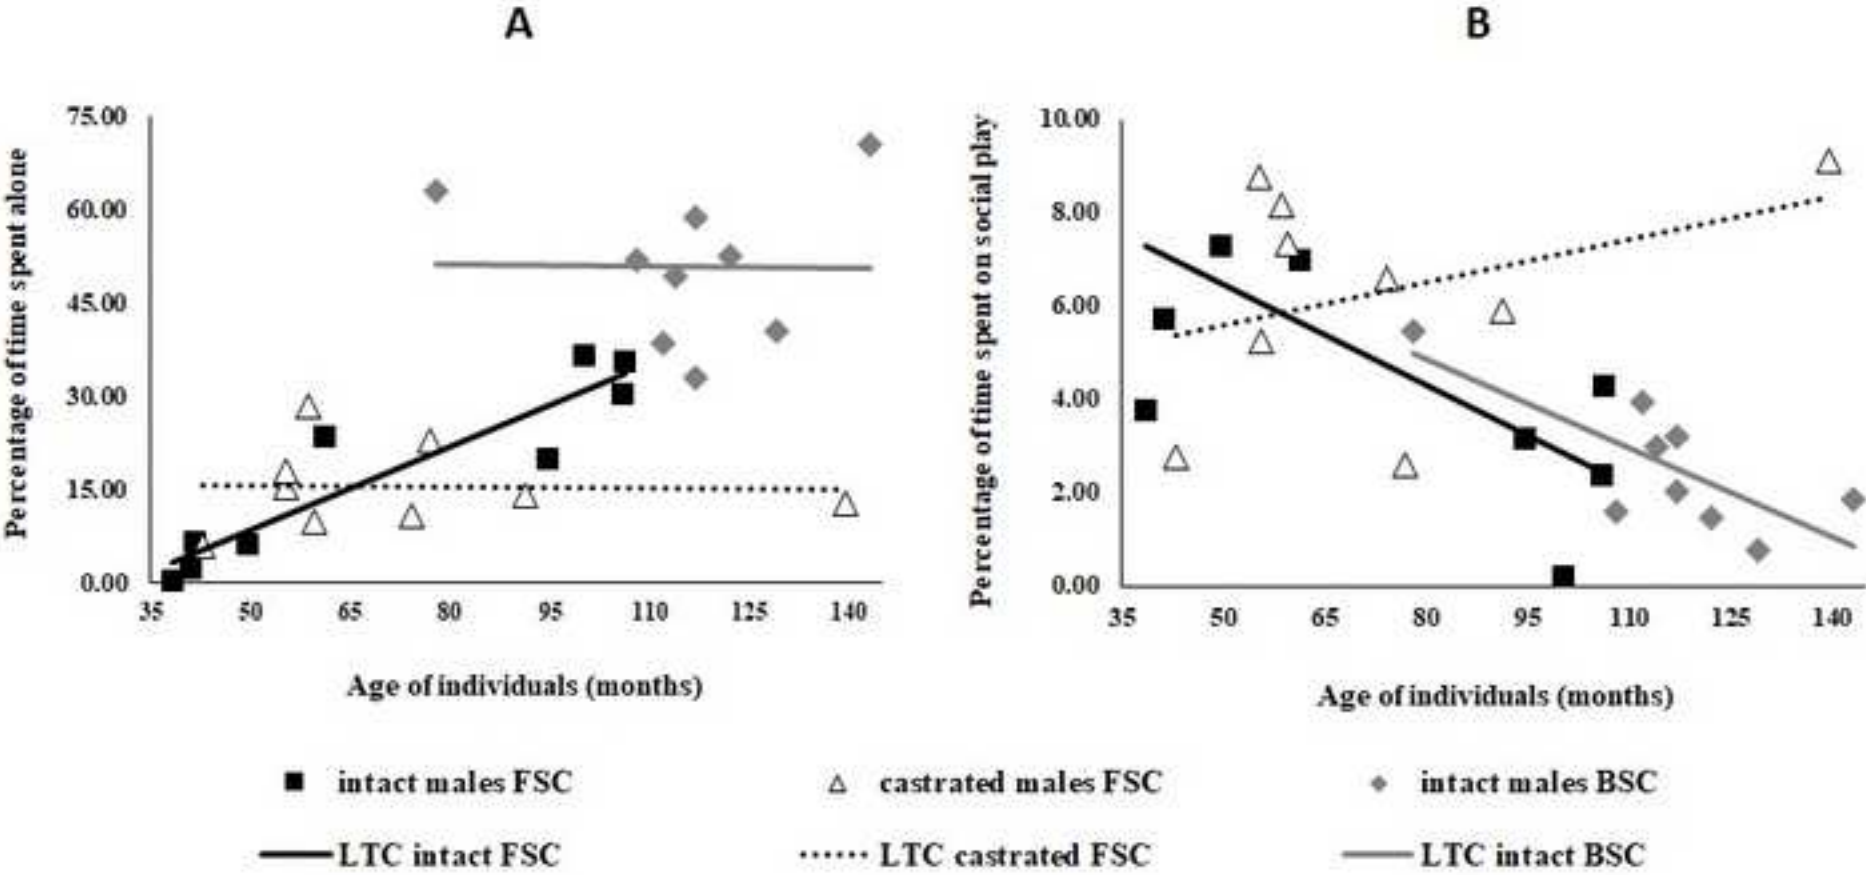 A
B
Percentage of time spent alone
75.00
60.00
45.00
30.00
15.00
0.00
35 50 65 80 95 110 125 140
Age of individuals (months)
Percentage of time spent on social play
10.00
8.00
6.00
4.00
2.00
0.00
35 50 65 80 95 110 125 140
Age of individuals (months)
intact males FSC
castrated males FSC
intact males BSC
LTC intact FSC
LTC castrated FSC
LTC intact BSC